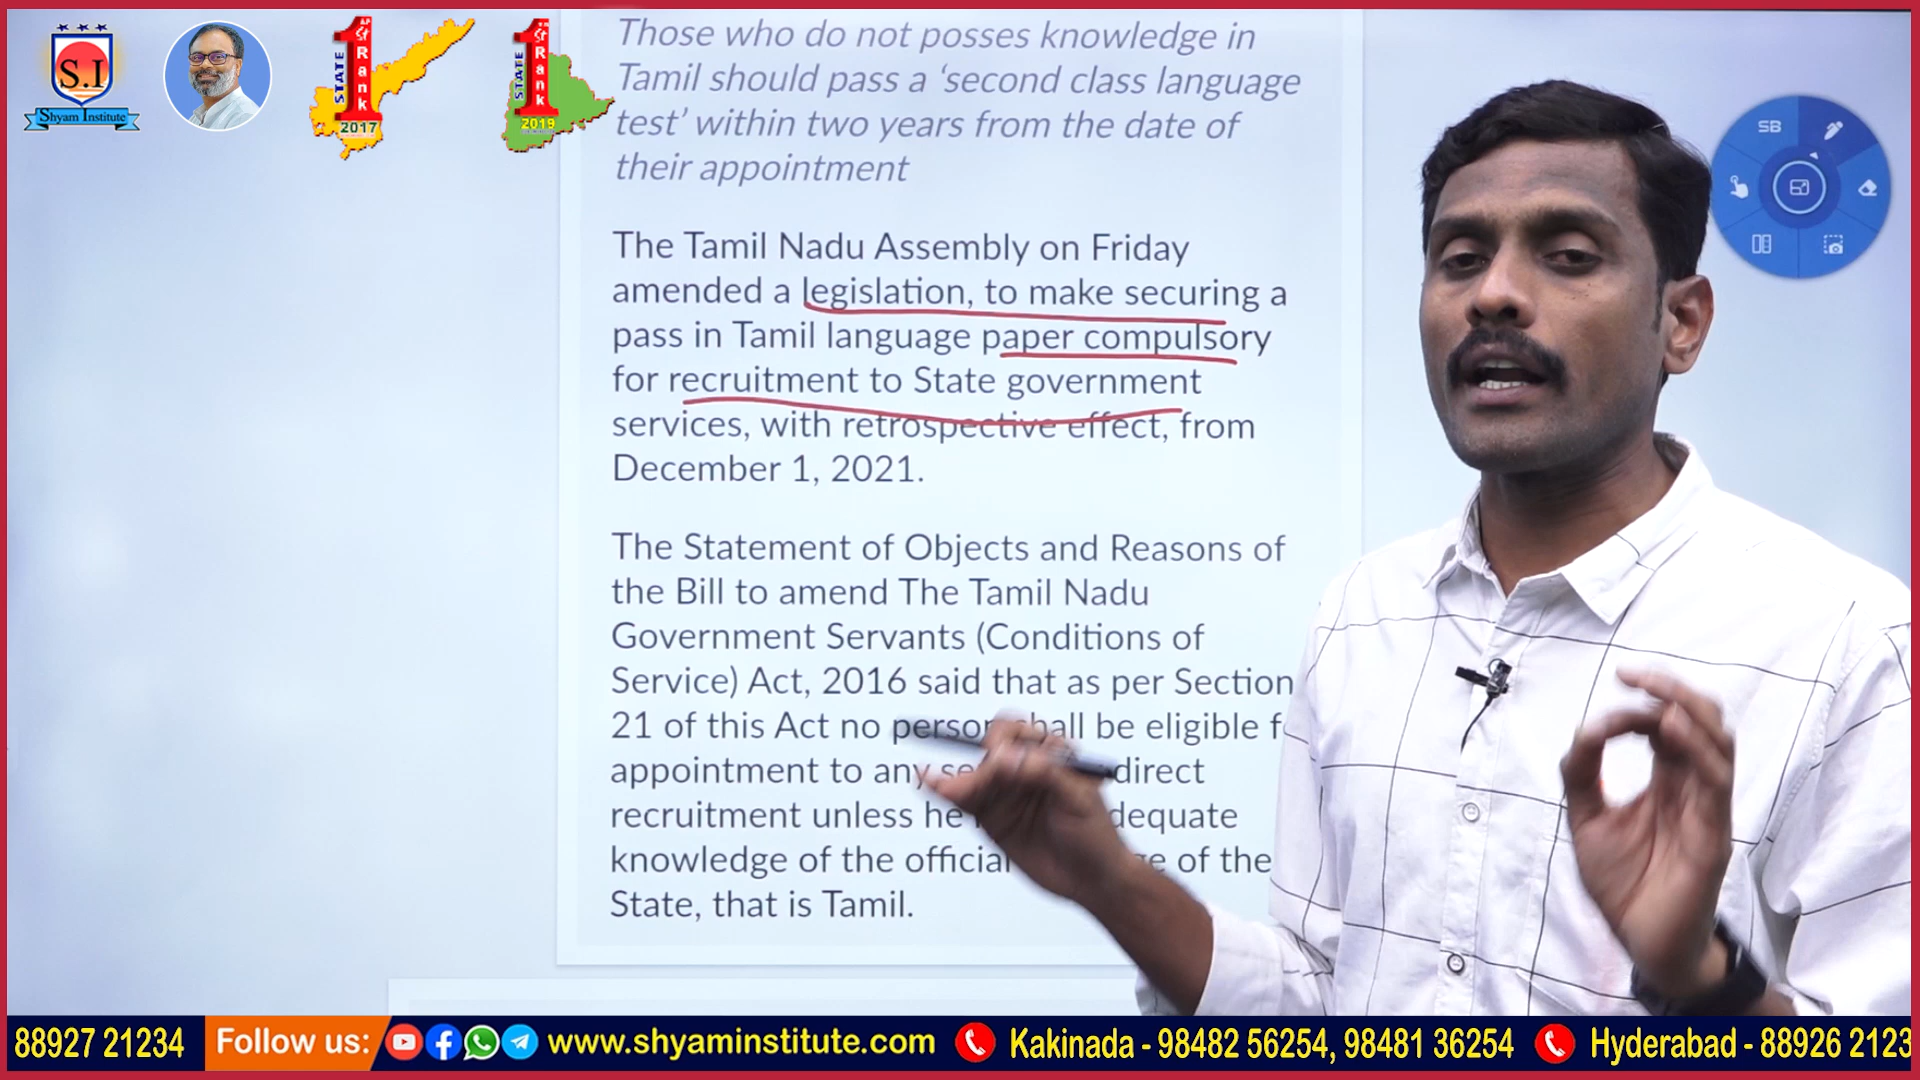 S.I
Shyam Institute
STATE
1
AP
st
Rank
2017
STATE
1
st
Rank
2019
Those who do not posses knowledge in
Tamil should pass a ‘second class language
test’ within two years from the date of
their appointment
The Tamil Nadu Assembly on Friday
amended a legislation, to make securing a
pass in Tamil language paper compulsory
for recruitment to State government
services, with retrospective effect, from
December 1, 2021.
The Statement of Objects and Reasons of
the Bill to amend The Tamil Nadu
Government Servants (Conditions of
Service) Act, 2016 said that as per Section
21 of this Act no person shall be eligible f
appointment to any se direct
recruitment unless he dequate
knowledge of the official of the
State, that is Tamil.
SB
88927 21234 Follow us: www.shyaminstitute.com Kakinada - 98482 56254, 98481 36254 Hyderabad - 88926 2123